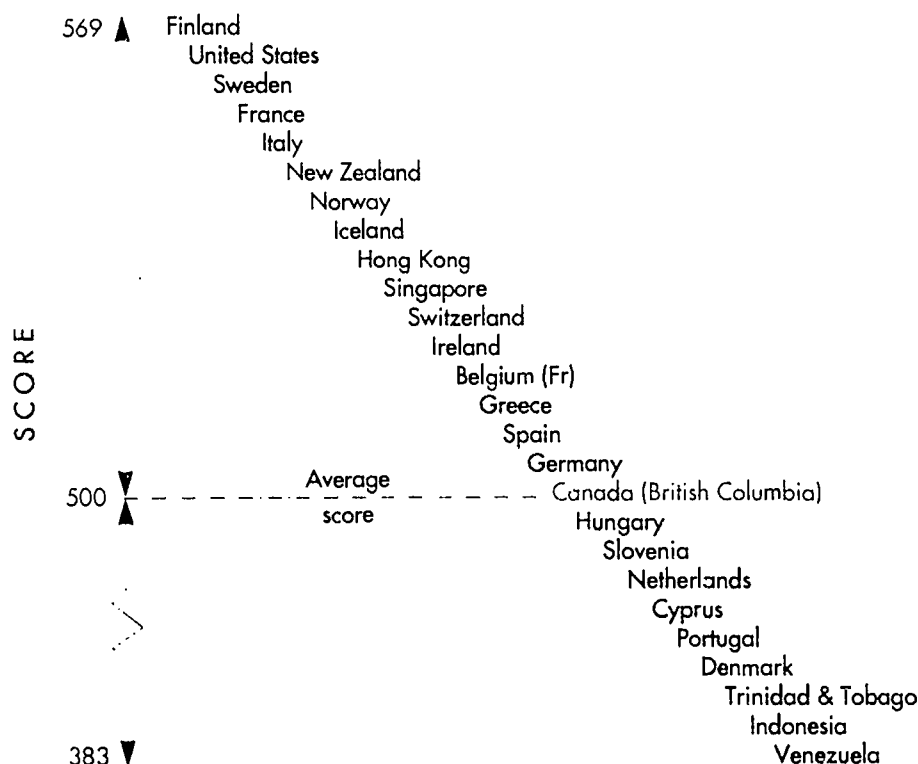 569 Finland
United States
Sweden
France
Italy
New Zealand
Norway
Iceland
Hong Kong
Singapore
Switzerland
Ireland
Belgium (Fr)
Greece
Spain
Germany
SCORE
500 Average score Canada (British Columbia)
Hungary
Slovenia
Netherlands
Cyprus
Portugal
Denmark
Trinidad & Tobago
Indonesia
383 Venezuela